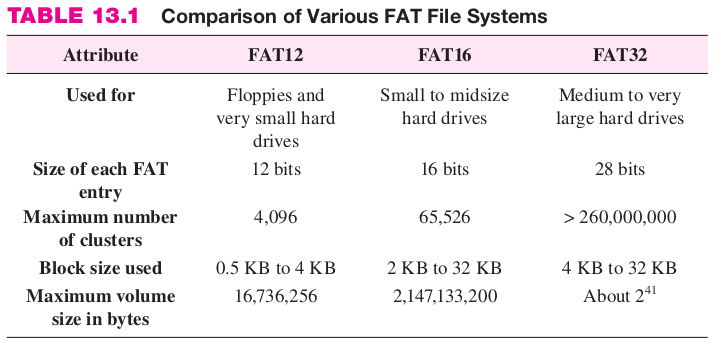 TABLE 13.1 Comparison of Various FAT File Systems
Attribute FAT12 FAT16 FAT32
Used for Floppies and very small hard drives Small to midsize hard drives Medium to very large hard drives
Size of each FAT entry 12 bits 16 bits 28 bits
Maximum number of clusters 4,096 65,526 > 260,000,000
Block size used 0.5 KB to 4 KB 2 KB to 32 KB 4 KB to 32 KB
Maximum volume size in bytes 16,736,256 2,147,133,200 About 2⁴¹